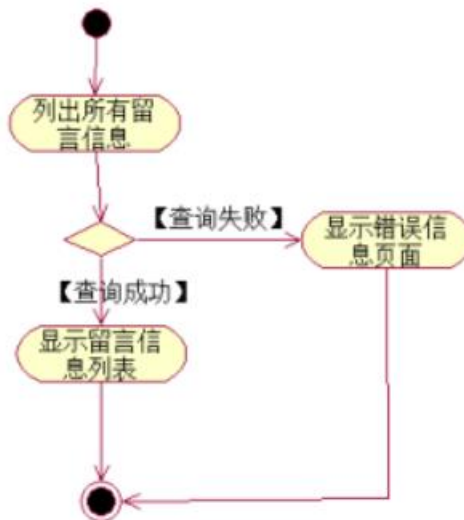 列出所有留
言信息
【查询失败】
显示错误信
息页面
【查询成功】
显示留言信
息列表